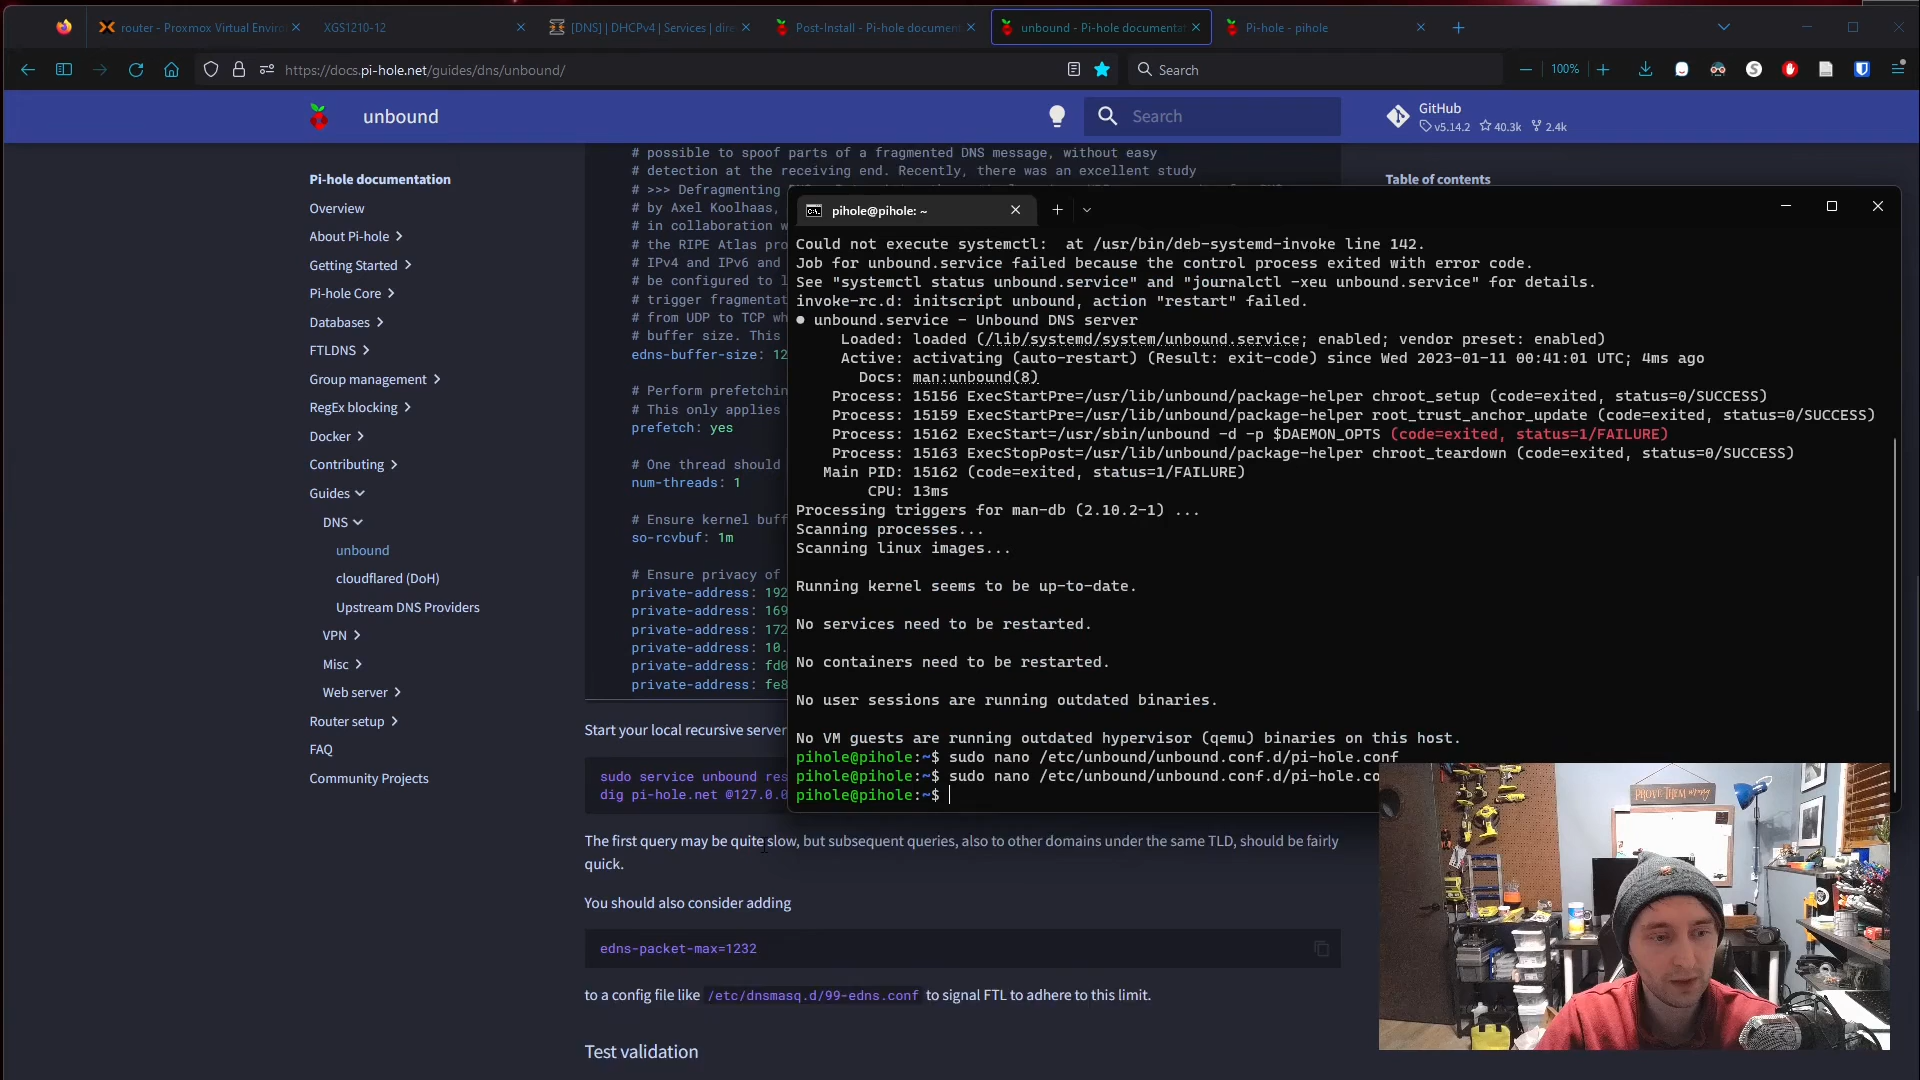 router - Proxmox Virtual Enviro
XGS1210-12
[DNS] | DHCPv4 | Services | dire
Post-Install - Pi-hole document
unbound - Pi-hole documentat
Pi-hole - pihole
https://docs.pi-hole.net/guides/dns/unbound/
Search
100%
unbound
Search
GitHub
v5.14.2 40.3k 2.4k
Pi-hole documentation
Overview
About Pi-hole
Getting Started
Pi-hole Core
Databases
FTLDNS
Group management
RegEx blocking
Docker
Contributing
Guides
DNS
unbound
cloudflared (DoH)
Upstream DNS Providers
VPN
Misc
Web server
Router setup
FAQ
Community Projects
# possible to spoof parts of a fragmented DNS message, without easy
# detection at the receiving end. Recently, there was an excellent study
# >>> Defragmenting
# by Axel Koolhaas,
# in collaboration w
# the RIPE Atlas pro
# IPv4 and IPv6 and
# be configured to l
# trigger fragmentat
# from UDP to TCP wh
# buffer size. This
edns-buffer-size: 12
# Perform prefetchin
# This only applies
prefetch: yes
# One thread should
num-threads: 1
# Ensure kernel buff
so-rcvbuf: 1m
# Ensure privacy of
private-address: 192
private-address: 169
private-address: 172
private-address: 10.
private-address: fd0
private-address: fe8
Start your local recursive server
sudo service unbound res
dig pi-hole.net @127.0.0
The first query may be quite slow, but subsequent queries, also to other domains under the same TLD, should be fairly
quick.
You should also consider adding
edns-packet-max=1232
to a config file like /etc/dnsmasq.d/99-edns.conf to signal FTL to adhere to this limit.
Test validation
Table of contents
pihole@pihole: ~
Could not execute systemctl:  at /usr/bin/deb-systemd-invoke line 142.
Job for unbound.service failed because the control process exited with error code.
See "systemctl status unbound.service" and "journalctl -xeu unbound.service" for details.
invoke-rc.d: initscript unbound, action "restart" failed.
● unbound.service - Unbound DNS server
Loaded: loaded (/lib/systemd/system/unbound.service; enabled; vendor preset: enabled)
Active: activating (auto-restart) (Result: exit-code) since Wed 2023-01-11 00:41:01 UTC; 4ms ago
Docs: man:unbound(8)
Process: 15156 ExecStartPre=/usr/lib/unbound/package-helper chroot_setup (code=exited, status=0/SUCCESS)
Process: 15159 ExecStartPre=/usr/lib/unbound/package-helper root_trust_anchor_update (code=exited, status=0/SUCCESS)
Process: 15162 ExecStart=/usr/sbin/unbound -d -p $DAEMON_OPTS (code=exited, status=1/FAILURE)
Process: 15163 ExecStopPost=/usr/lib/unbound/package-helper chroot_teardown (code=exited, status=0/SUCCESS)
Main PID: 15162 (code=exited, status=1/FAILURE)
CPU: 13ms
Processing triggers for man-db (2.10.2-1) ...
Scanning processes...
Scanning linux images...
Running kernel seems to be up-to-date.
No services need to be restarted.
No containers need to be restarted.
No user sessions are running outdated binaries.
No VM guests are running outdated hypervisor (qemu) binaries on this host.
pihole@pihole:~$ sudo nano /etc/unbound/unbound.conf.d/pi-hole.conf
pihole@pihole:~$ sudo nano /etc/unbound/unbound.conf.d/pi-hole.co
pihole@pihole:~$
PROVE THEM wrong